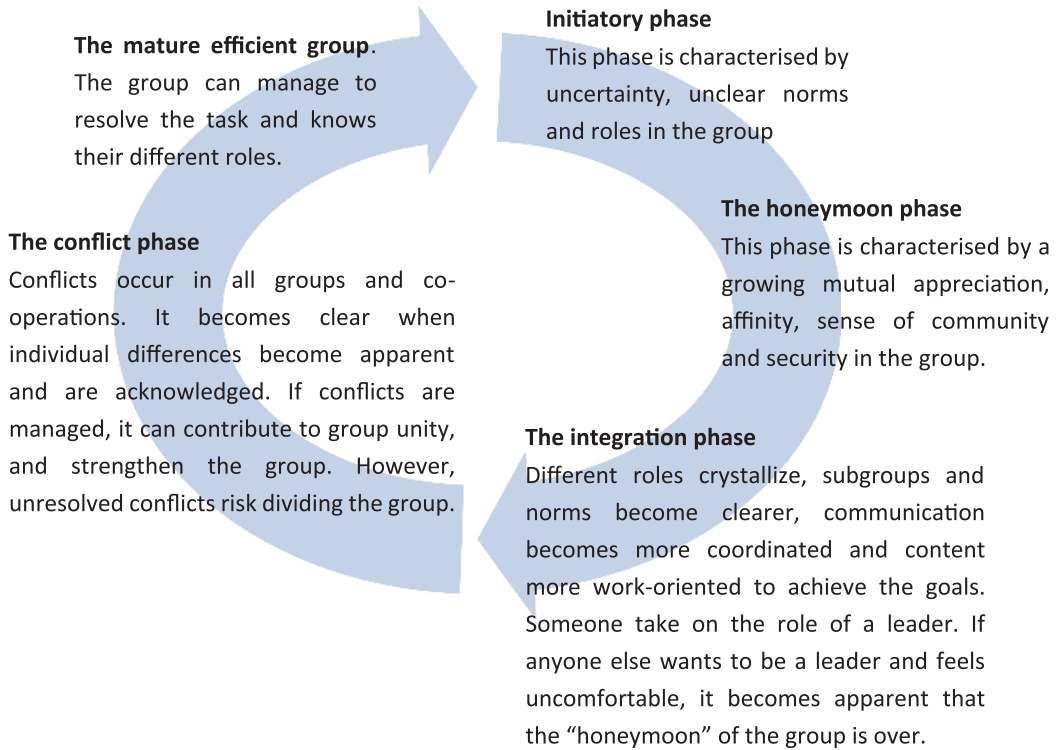 Initiatory phase
This phase is characterised by
uncertainty, unclear norms
and roles in the group
The honeymoon phase
This phase is characterised by a
growing mutual appreciation,
affinity, sense of community
and security in the group.
The integration phase
Different roles crystallize, subgroups and
norms become clearer, communication
becomes more coordinated and content
more work-oriented to achieve the goals.
Someone take on the role of a leader. If
anyone else wants to be a leader and feels
uncomfortable, it becomes apparent that
the “honeymoon” of the group is over.
The conflict phase
Conflicts occur in all groups and co-
operations. It becomes clear when
individual differences become apparent
and are acknowledged. If conflicts are
managed, it can contribute to group unity,
and strengthen the group. However,
unresolved conflicts risk dividing the group.
The mature efficient group.
The group can manage to
resolve the task and knows
their different roles.